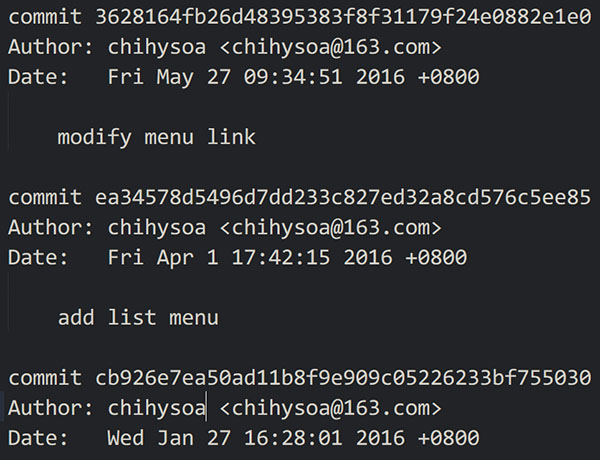 commit 3628164fb26d48395383f8f31179f24e0882e1e0
Author: chihysoa <chihysoa@163.com>
Date:   Fri May 27 09:34:51 2016 +0800
modify menu link
commit ea34578d5496d7dd233c827ed32a8cd576c5ee85
Author: chihysoa <chihysoa@163.com>
Date:   Fri Apr 1 17:42:15 2016 +0800
add list menu
commit cb926e7ea50ad11b8f9e909c05226233bf755030
Author: chihysoa <chihysoa@163.com>
Date:   Wed Jan 27 16:28:01 2016 +0800